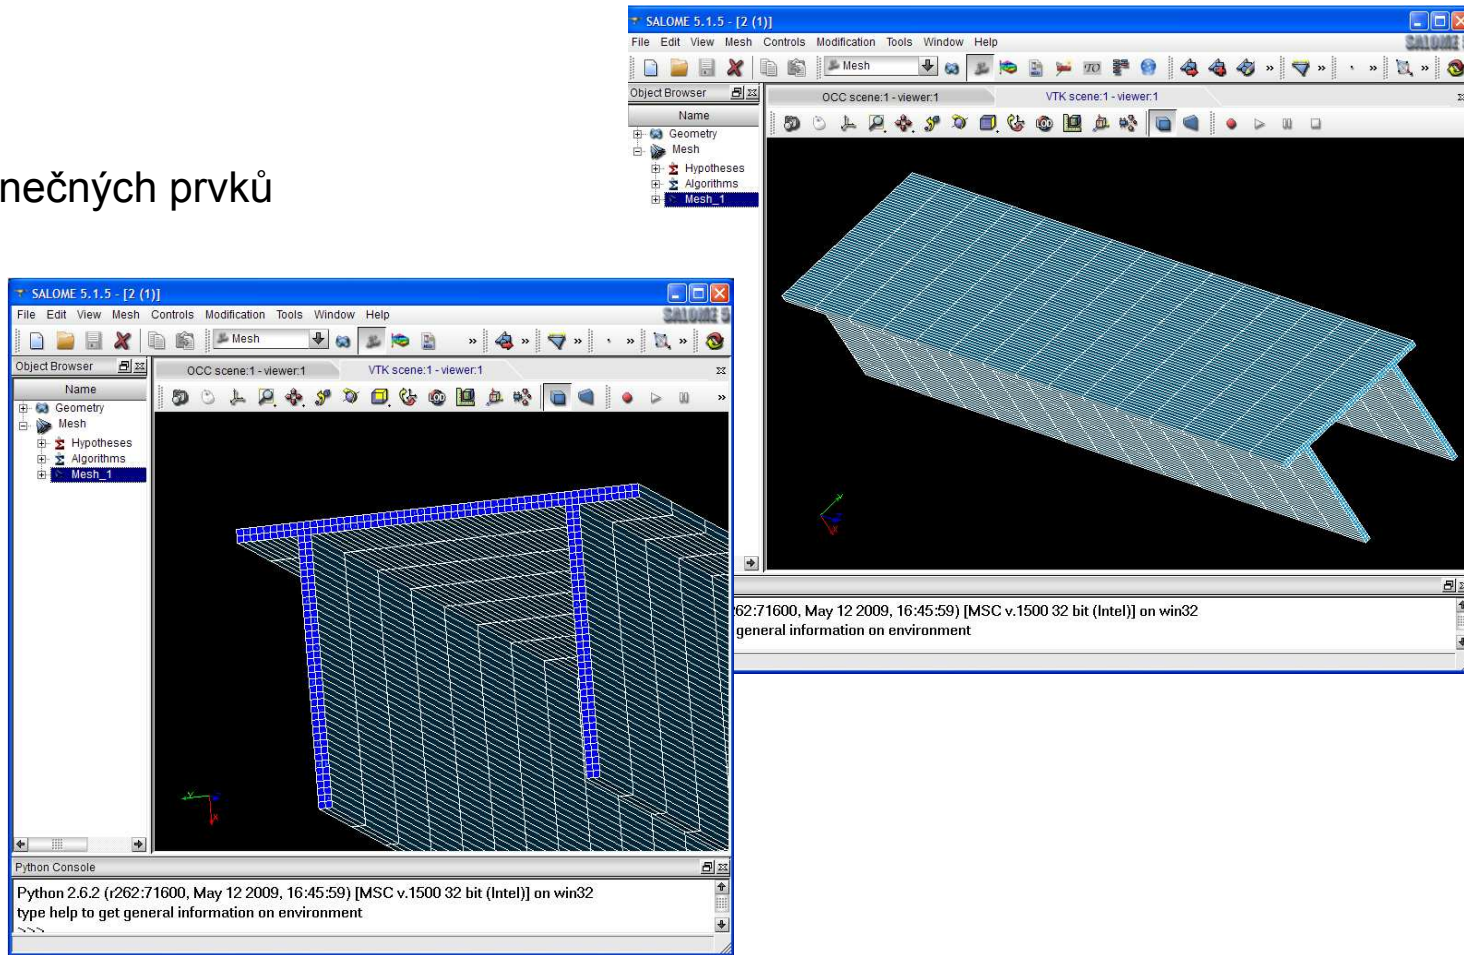 nečných prvků
SALOME 5.1.5 - [2 (1)]
File Edit View Mesh Controls Modification Tools Window Help
SALOME 5
Mesh
Object Browser
OCC scene:1 - viewer:1
VTK scene:1 - viewer:1
Name
Geometry
Mesh
Hypotheses
Algorithms
Mesh_1
r262:71600, May 12 2009, 16:45:59) [MSC v.1500 32 bit (Intel)] on win32
general information on environment
SALOME 5.1.5 - [2 (1)]
File Edit View Mesh Controls Modification Tools Window Help
SALOME 5
Mesh
Object Browser
OCC scene:1 - viewer:1
VTK scene:1 - viewer:1
Name
Geometry
Mesh
Hypotheses
Algorithms
Mesh_1
Python Console
Python 2.6.2 (r262:71600, May 12 2009, 16:45:59) [MSC v.1500 32 bit (Intel)] on win32
type help to get general information on environment
>>>